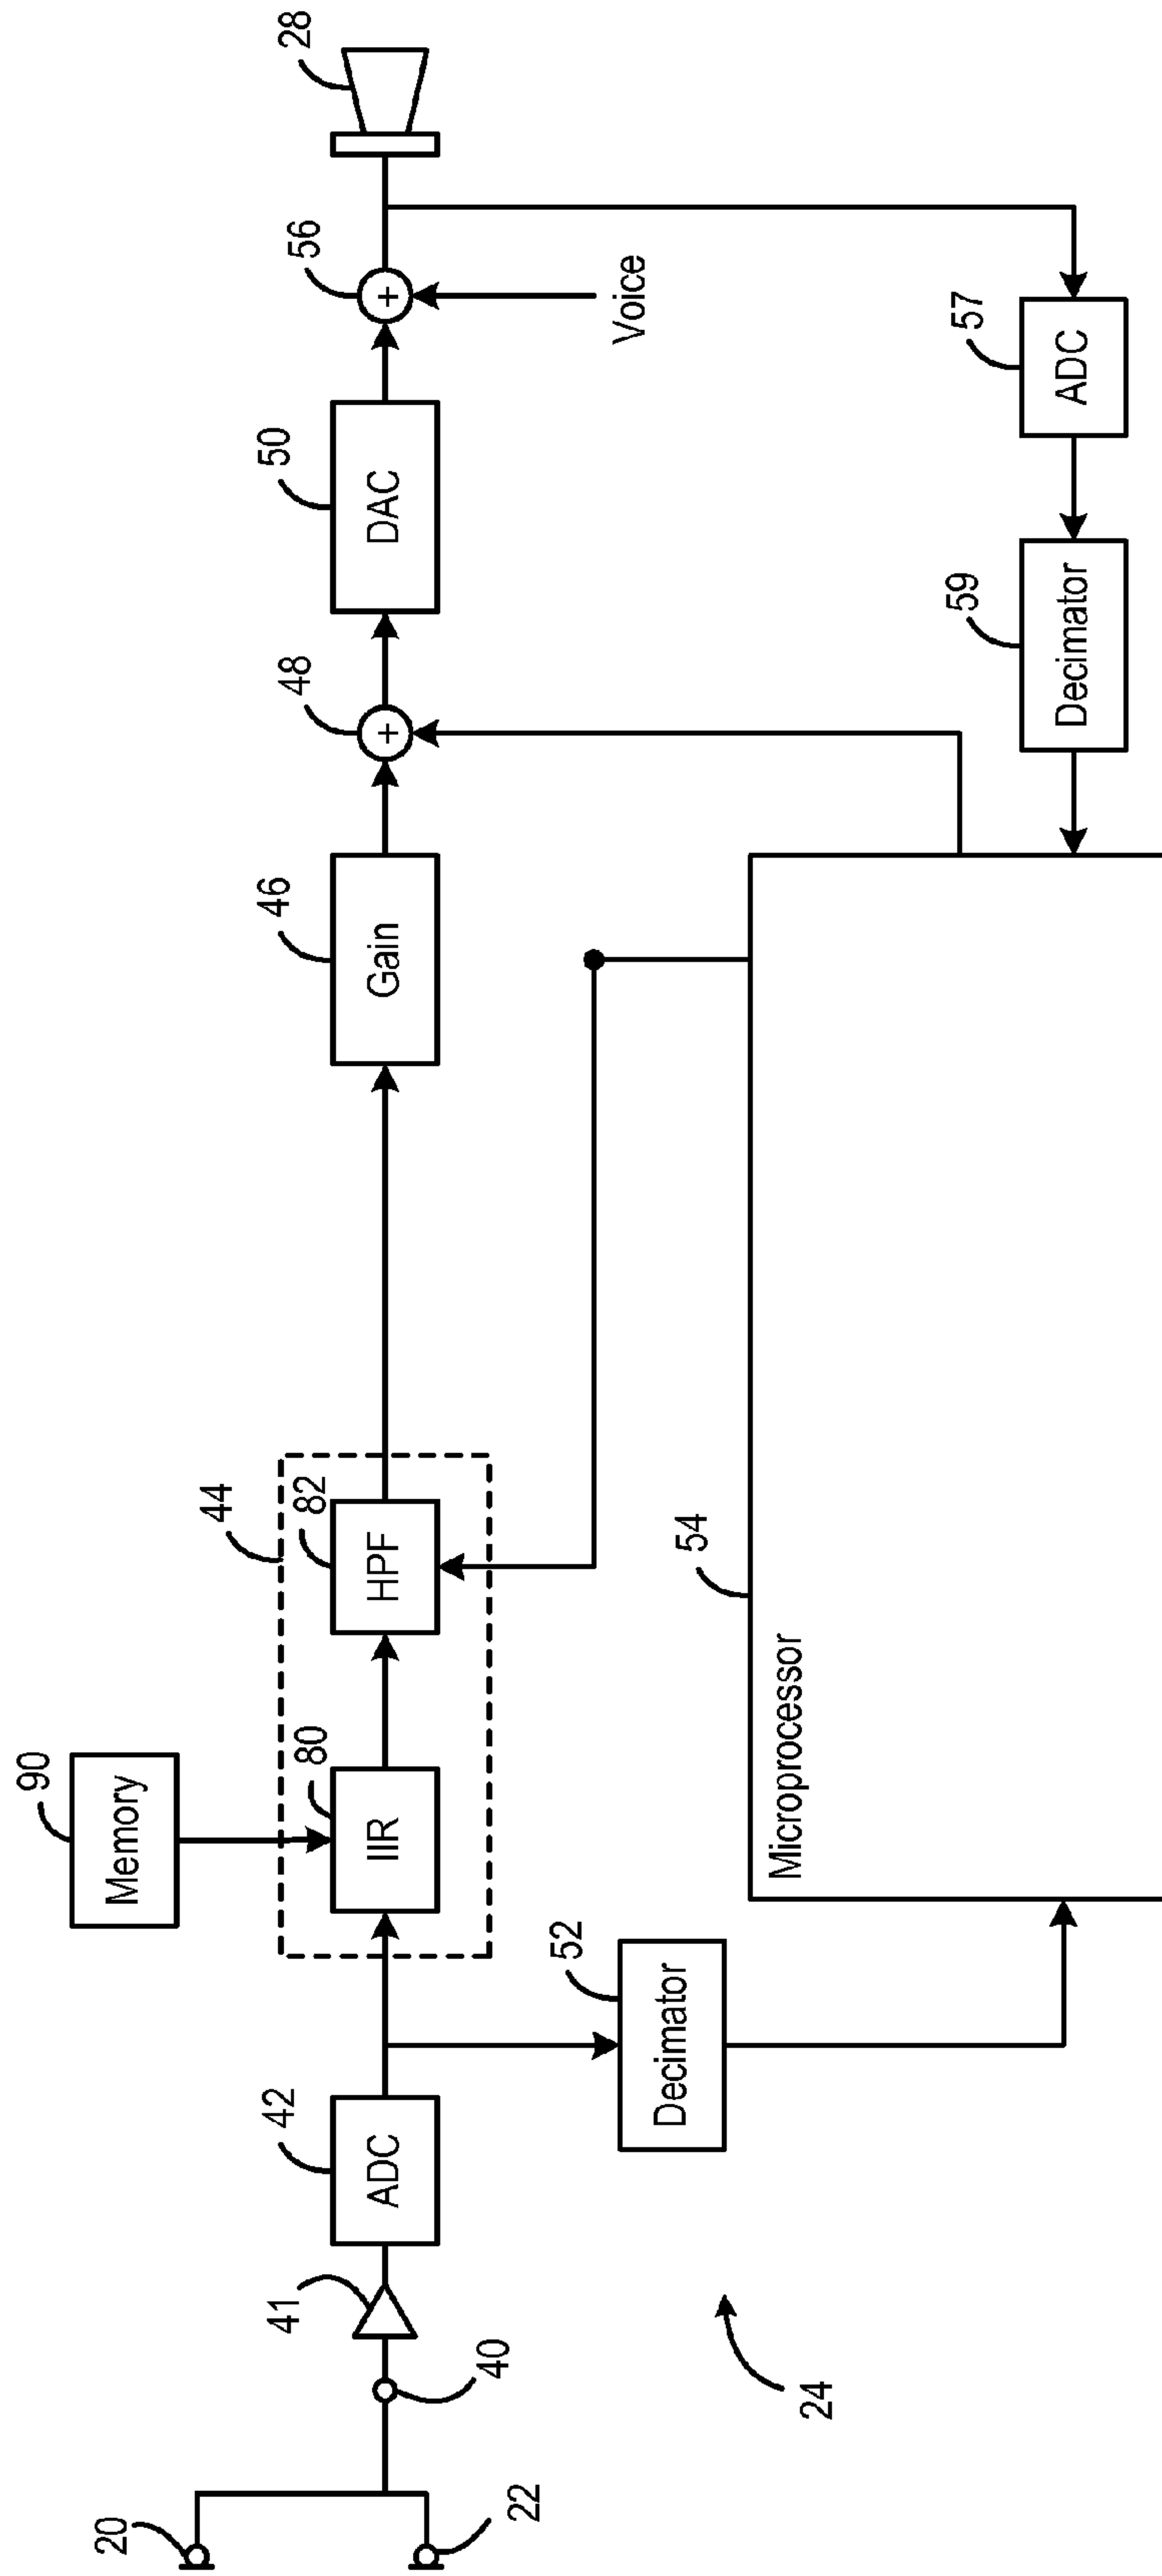 20
22
40
41
ADC
42
Decimator
52
Memory
90
IIR
80
HPF
82
44
Microprocessor
54
Gain
46
+
48
DAC
50
+
56
Voice
28
ADC
57
Decimator
59
24